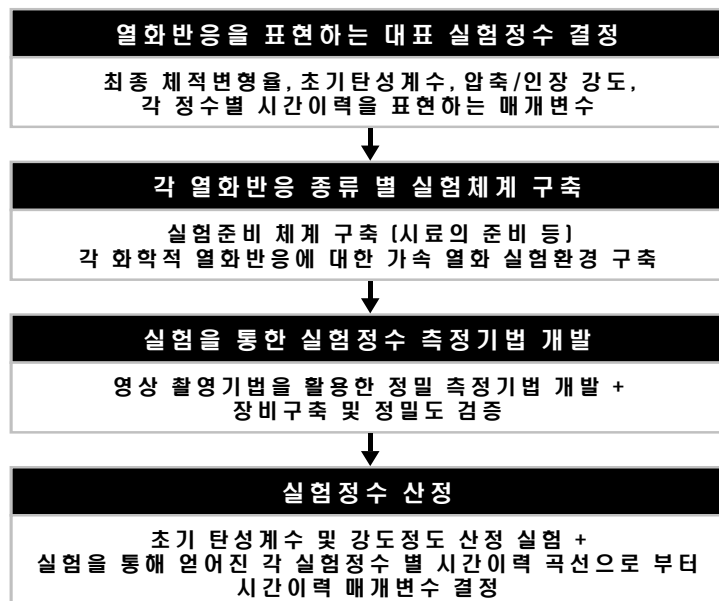 열화반응을 표현하는 대표 실험정수 결정
최종 체적변형율, 초기탄성계수, 압축/인장 강도,
각 정수별 시간이력을 표현하는 매개변수
각 열화반응 종류 별 실험체계 구축
실험준비 체계 구축 (시료의 준비 등)
각 화학적 열화반응에 대한 가속 열화 실험환경 구축
실험을 통한 실험정수 측정기법 개발
영상 촬영기법을 활용한 정밀 측정기법 개발 +
장비구축 및 정밀도 검증
실험정수 산정
초기 탄성계수 및 강도정도 산정 실험 +
실험을 통해 얻어진 각 실험정수 별 시간이력 곡선으로 부터
시간이력 매개변수 결정